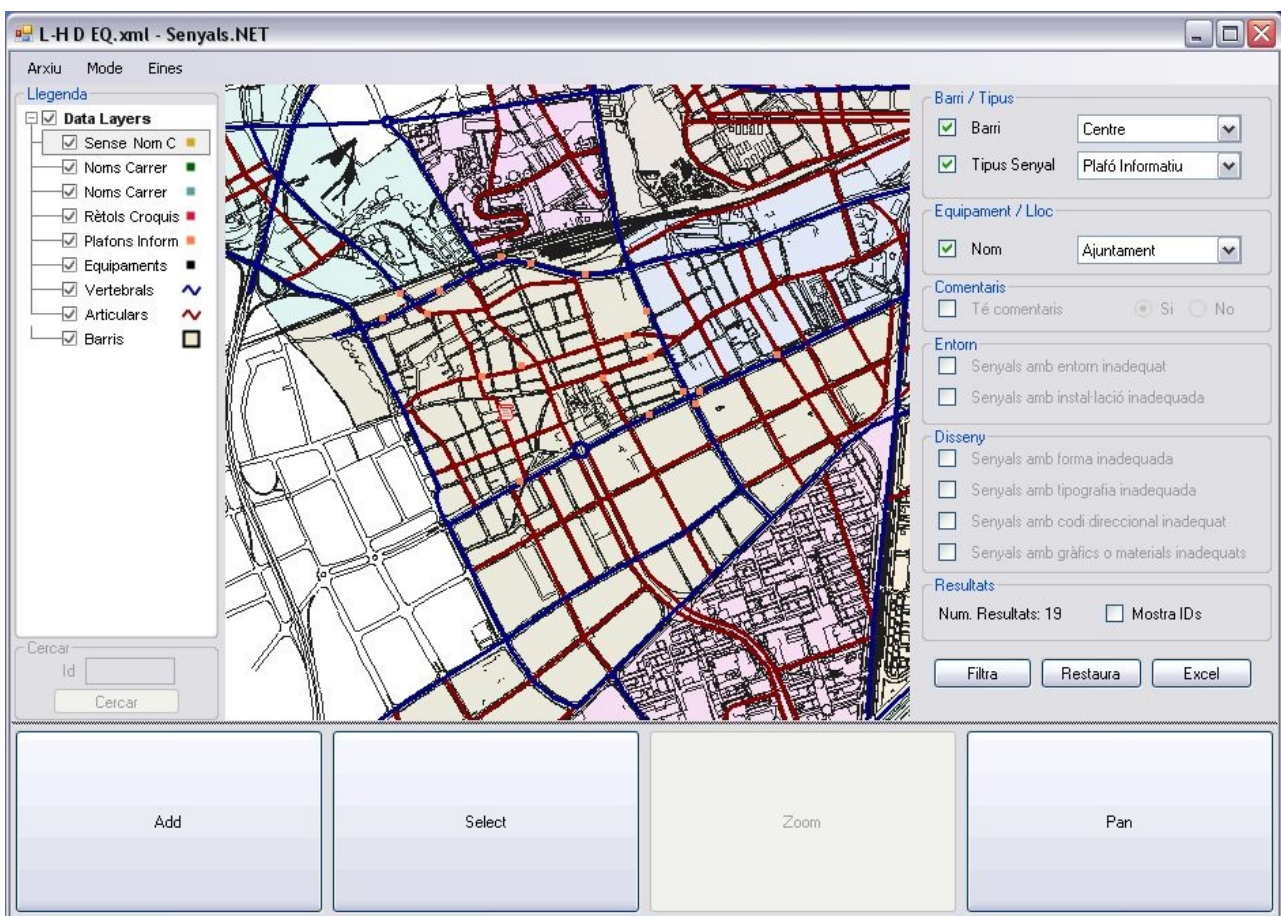 L-H D EQ.xml - Senyals.NET
Arxiu Mode Eines
Llegenda
Data Layers
Sense Nom C
Noms Carrer
Noms Carrer
Rètols Croquis
Plafons Inform
Equipaments
Vertebrals
Articulars
Barris
Cercar
Id
Cercar
Barri / Tipus
Barri Centre
Tipus Senyal Plafó Informatiu
Equipament / Lloc
Nom Ajuntament
Comentaris
Té comentaris Si No
Entorn
Senyals amb entorn inadequat
Senyals amb instal·lació inadequada
Disseny
Senyals amb forma inadequada
Senyals amb tipografia inadequada
Senyals amb codi direccional inadequat
Senyals amb gràfics o materials inadequats
Resultats
Num. Resultats: 19 Mostra IDs
Filtra Restaura Excel
Add Select Zoom Pan